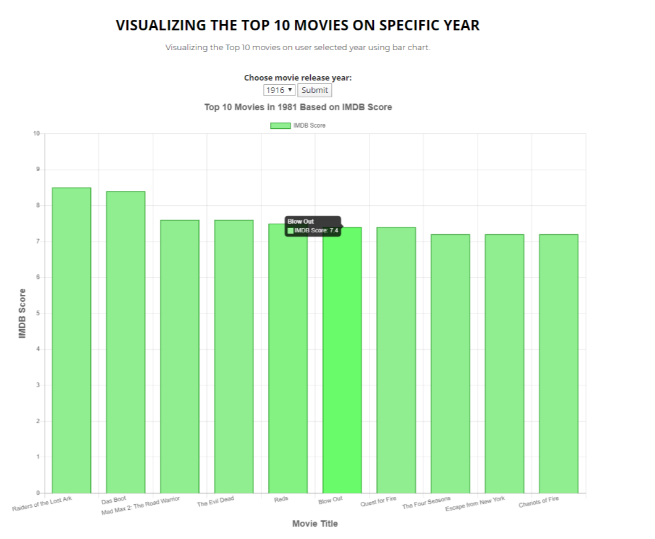 VISUALIZING THE TOP 10 MOVIES ON SPECIFIC YEAR
Visualizing the Top 10 movies on user selected year using bar chart.
Choose movie release year:
1916 Submit
Top 10 Movies in 1981 Based on IMDB Score
IMDB Score
10
9
8
7
6
5
4
3
2
1
0
IMDB Score
Blow Out
IMDB Score: 7.4
Raiders of the Lost Ark
Das Boot
Mad Max 2: The Road Warrior
The Evil Dead
Reds
Blow Out
Quest for Fire
The Four Seasons
Escape from New York
Chariots of Fire
Movie Title